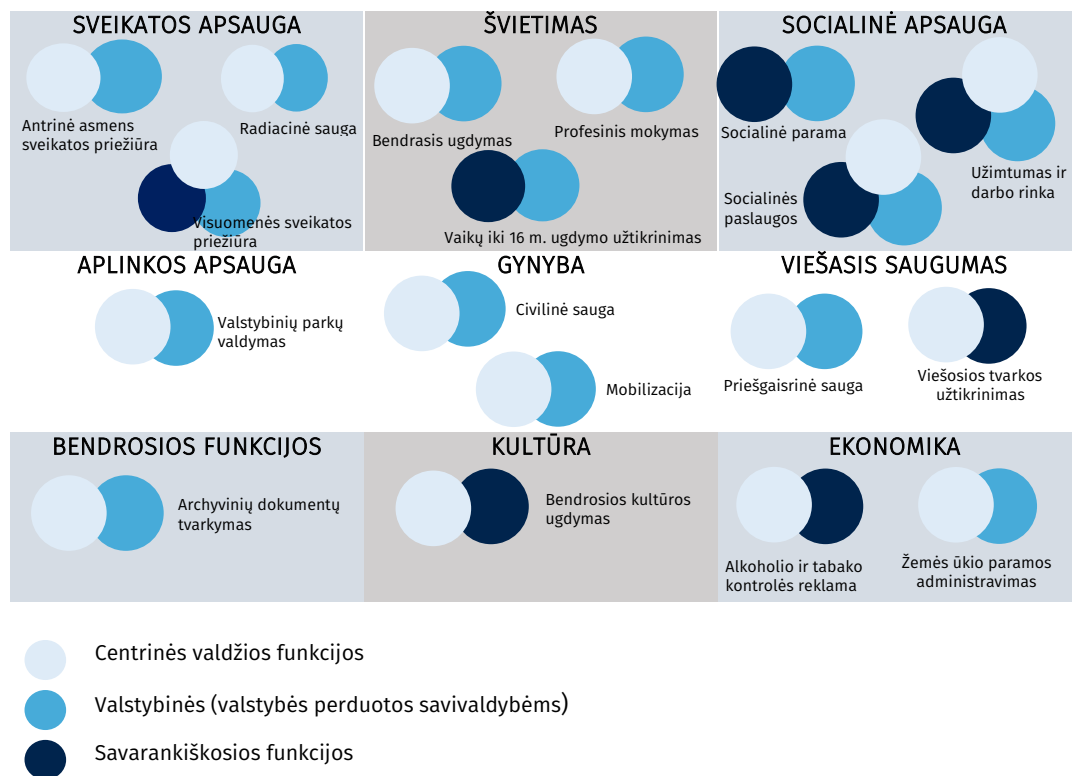 SVEIKATOS APSAUGA
Antrinė asmens
sveikatos priežiūra
Radiacinė sauga
Visuomenės sveikatos
priežiūra
ŠVIETIMAS
Bendrasis ugdymas
Profesinis mokymas
Vaikų iki 16 m. ugdymo užtikrinimas
SOCIALINĖ APSAUGA
Socialinė parama
Užimtumas ir
darbo rinka
Socialinės
paslaugos
APLINKOS APSAUGA
Valstybinių parkų
valdymas
GYNYBA
Civilinė sauga
Mobilizacija
VIEŠASIS SAUGUMAS
Priešgaisrinė sauga
Viešosios tvarkos
užtikrinimas
BENDROSIOS FUNKCIJOS
Archyvinių dokumentų
tvarkymas
KULTŪRA
Bendrosios kultūros
ugdymas
EKONOMIKA
Alkoholio ir tabako
kontrolės reklama
Žemės ūkio paramos
administravimas
Centrinės valdžios funkcijos
Valstybinės (valstybės perduotos savivaldybėms)
Savarankiškosios funkcijos